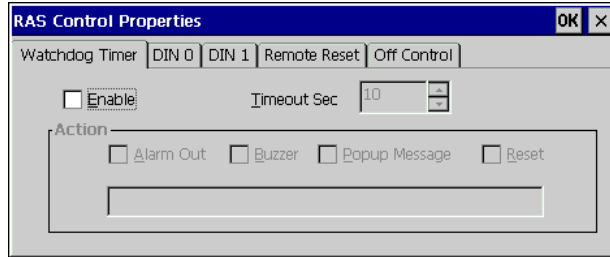 RAS Control Properties OK ×
Watchdog Timer DIN 0 DIN 1 Remote Reset Off Control
Enable Timeout Sec 10
Action
Alarm Out Buzzer Popup Message Reset